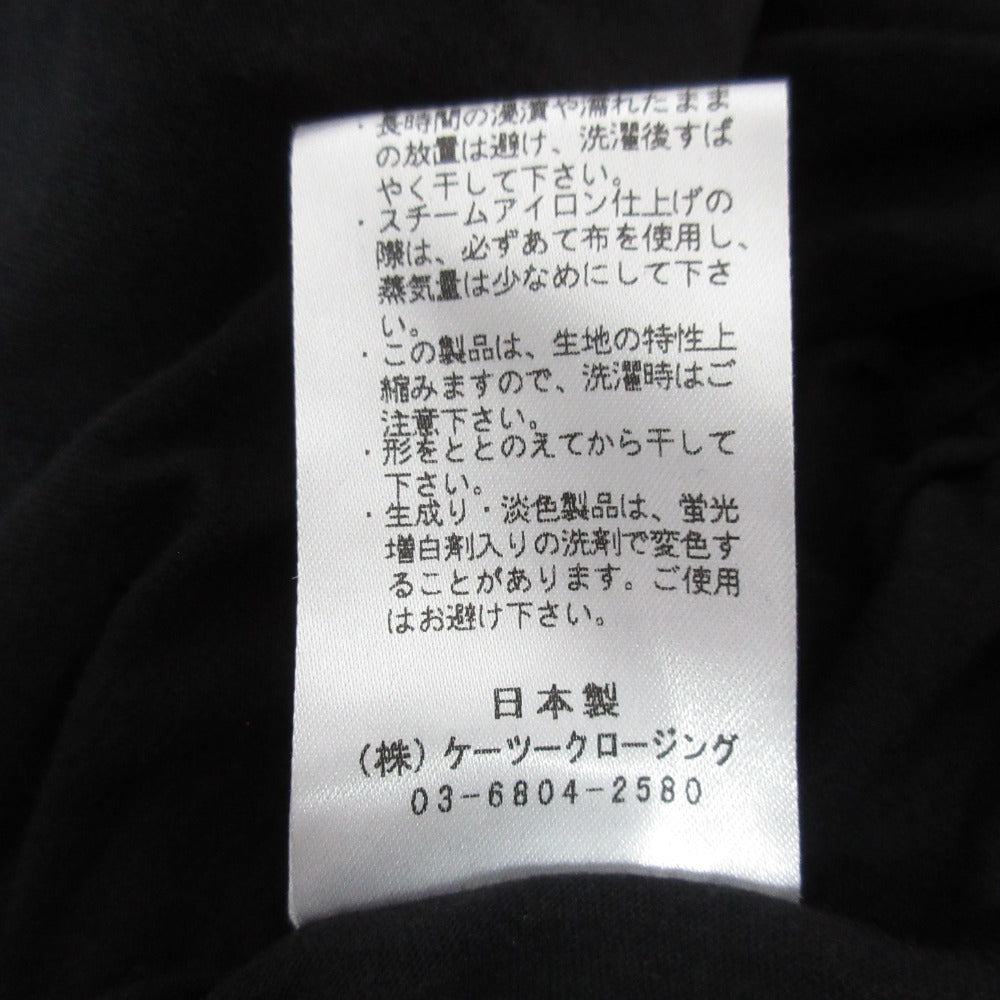 ・長時間の浸漬や濡れたまま
の放置は避け、洗濯後すば
やく干して下さい。
・スチームアイロン仕上げの
際は、必ずあて布を使用し、
蒸気量は少なめにして下さ
い。
・この製品は、生地の特性上
縮みますので、洗濯時はご
注意下さい。
・形をととのえてから干して
下さい。
・生成り・淡色製品は、蛍光
増白剤入りの洗剤で変色す
ることがあります。ご使用
はお避け下さい。
日本製
(株)ケーツークロージング
03-6804-2580